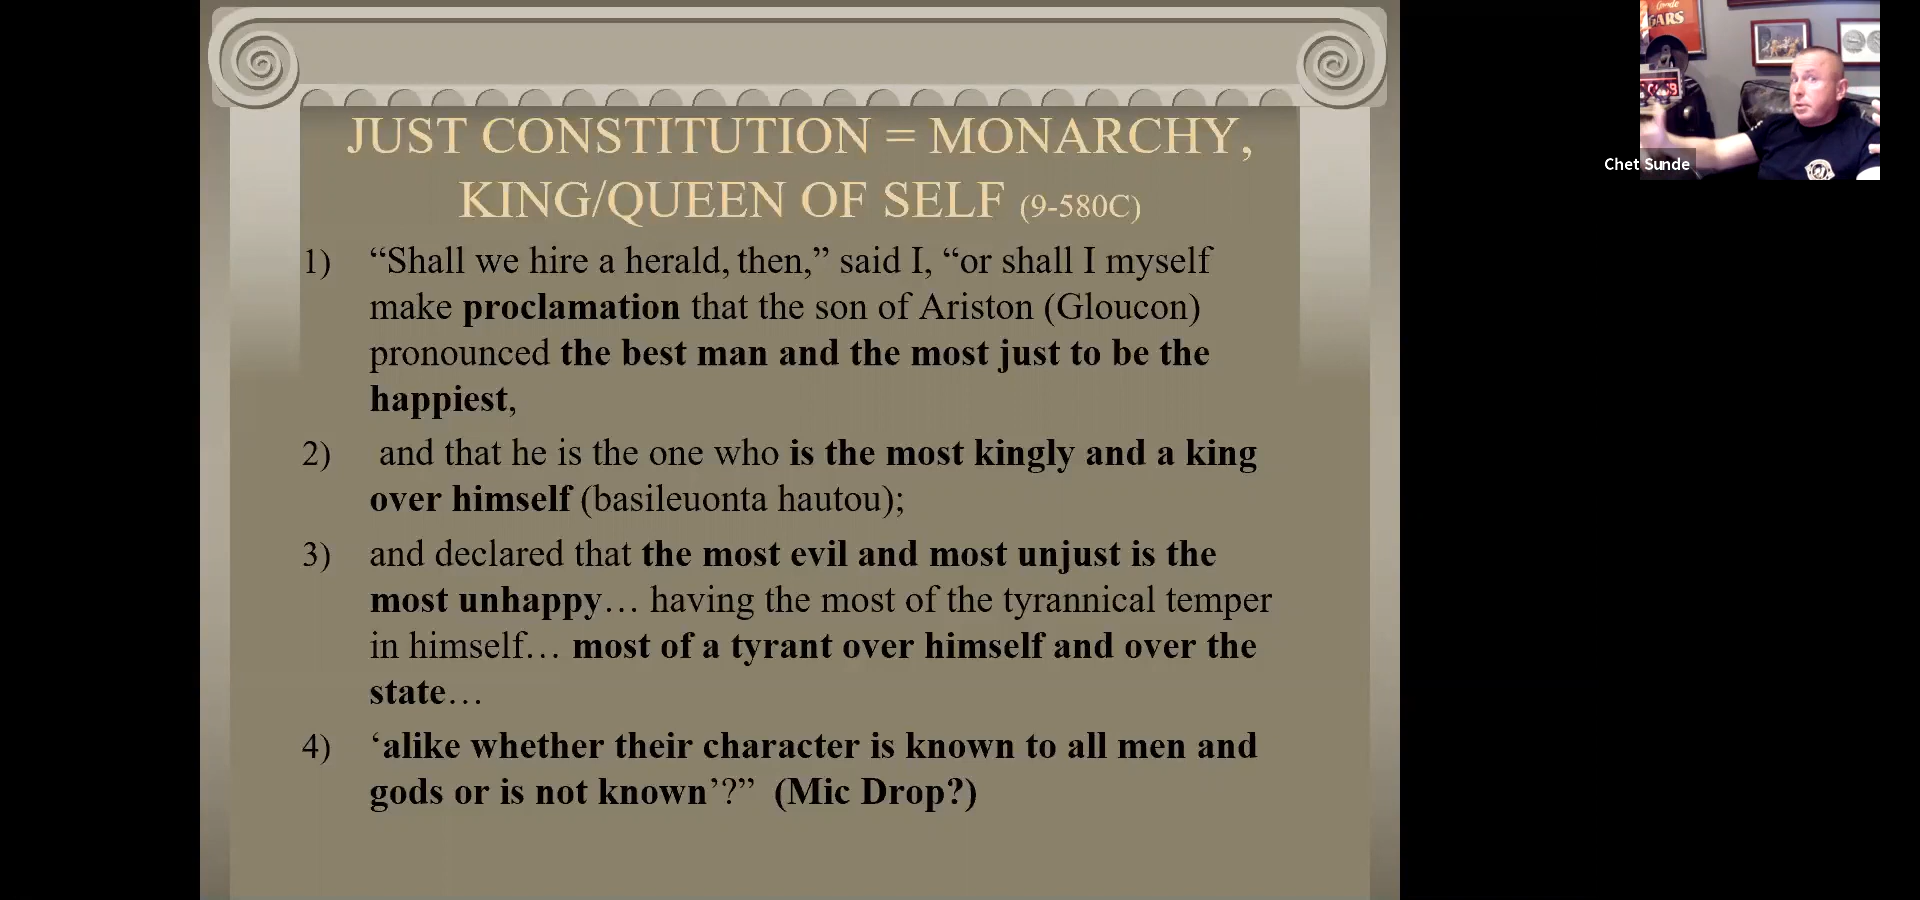 JUST CONSTITUTION = MONARCHY,
KING/QUEEN OF SELF (9-580C)
1) “Shall we hire a herald, then,” said I, “or shall I myself
make proclamation that the son of Ariston (Gloucon)
pronounced the best man and the most just to be the
happiest,
2) and that he is the one who is the most kingly and a king
over himself (basileuonta hautou);
3) and declared that the most evil and most unjust is the
most unhappy… having the most of the tyrannical temper
in himself… most of a tyrant over himself and over the
state…
4) ‘alike whether their character is known to all men and
gods or is not known’?” (Mic Drop?)
Chet Sunde